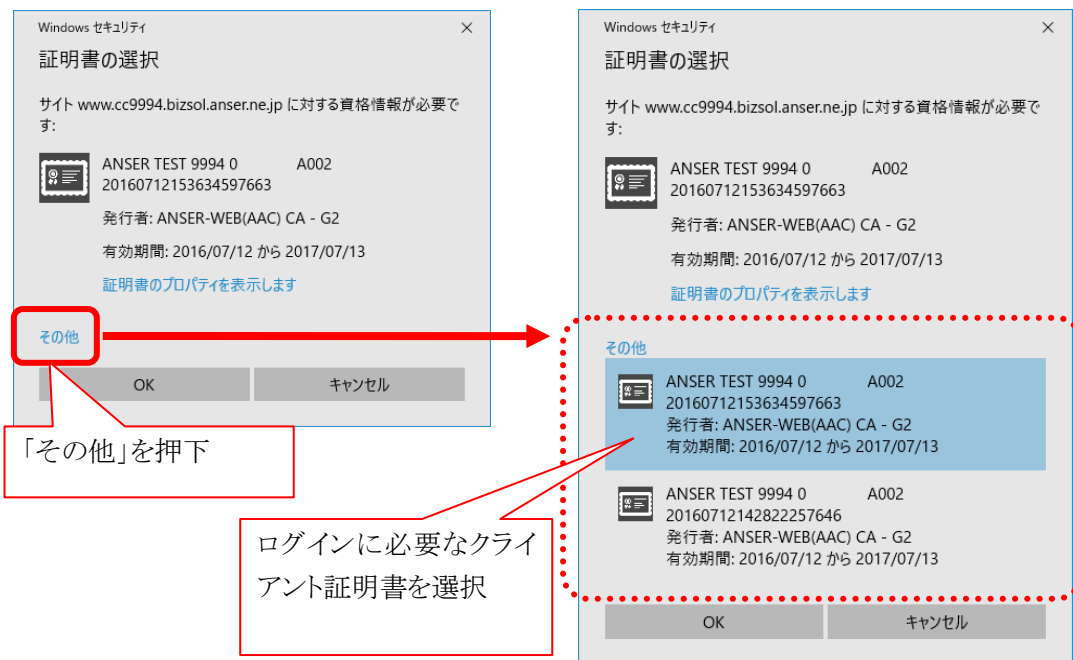 Windows セキュリティ
証明書の選択
サイト www.cc9994.bizsol.anser.ne.jp に対する資格情報が必要で
す:
ANSER TEST 9994 0 A002
20160712153634597663
発行者: ANSER-WEB(AAC) CA - G2
有効期間: 2016/07/12 から 2017/07/13
証明書のプロパティを表示します
その他
OK キャンセル
「その他」を押下
Windows セキュリティ
証明書の選択
サイト www.cc9994.bizsol.anser.ne.jp に対する資格情報が必要で
す:
ANSER TEST 9994 0 A002
20160712153634597663
発行者: ANSER-WEB(AAC) CA - G2
有効期間: 2016/07/12 から 2017/07/13
証明書のプロパティを表示します
その他
ANSER TEST 9994 0 A002
20160712153634597663
発行者: ANSER-WEB(AAC) CA - G2
有効期間: 2016/07/12 から 2017/07/13
ANSER TEST 9994 0 A002
20160712142822257646
発行者: ANSER-WEB(AAC) CA - G2
有効期間: 2016/07/12 から 2017/07/13
ログインに必要なクライ
アント証明書を選択
OK キャンセル